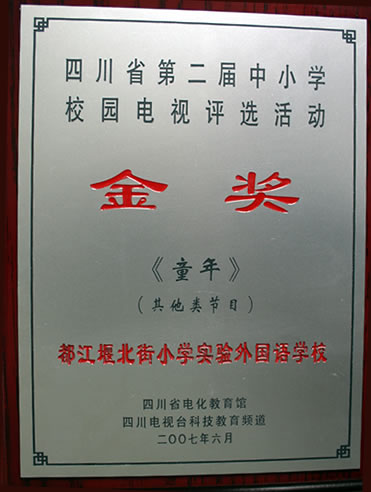 四川省第二届中小学
校园电视评选活动
金奖
《童年》
（其他类节目）
都江堰北街小学实验外国语学校
四川省电化教育馆
四川电视台科技教育频道
二〇〇七年六月